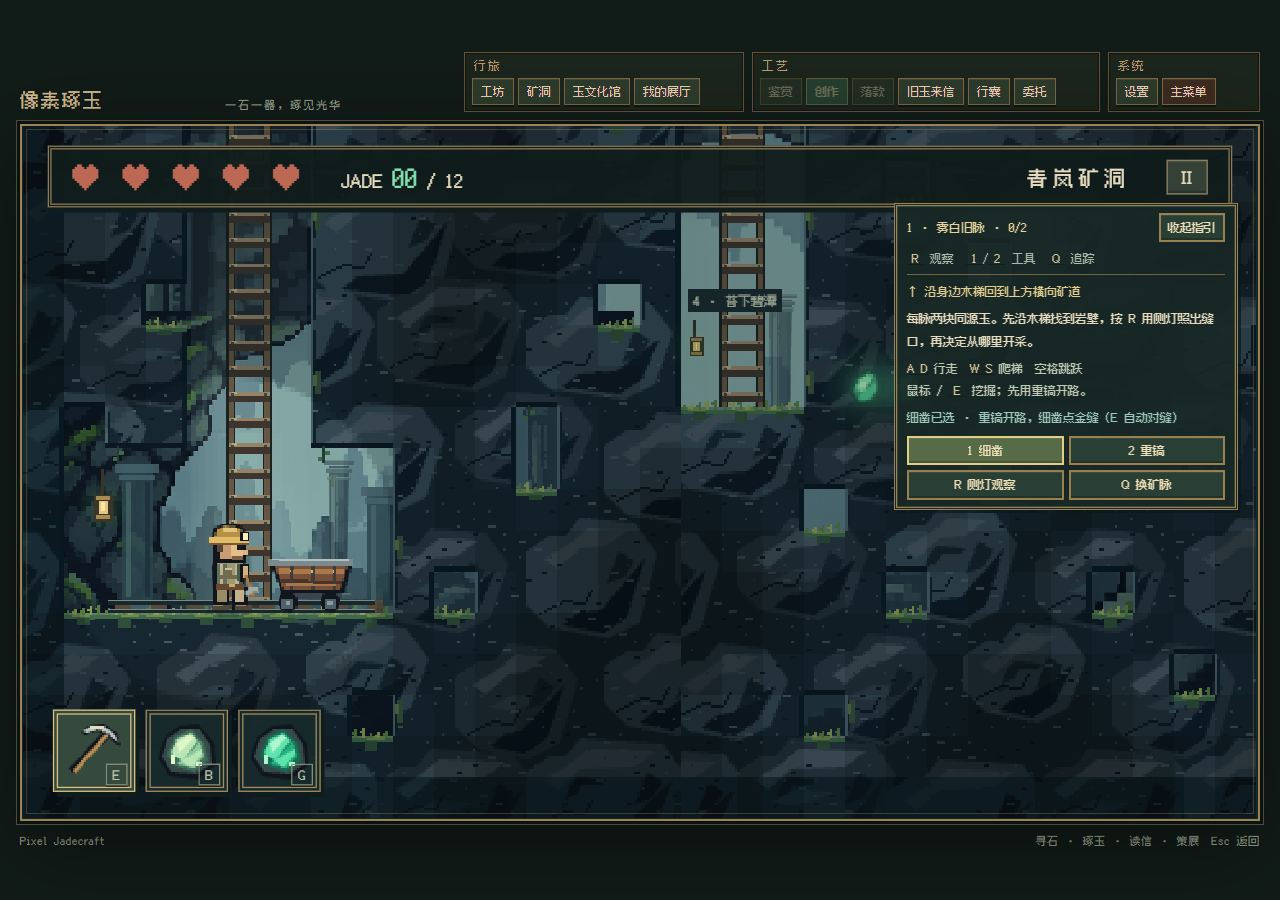 像素琢玉
一石一器，琢见光华
行旅
工坊 矿洞 玉文化馆 我的展厅
工艺
鉴赏 创作 落款 旧玉来信 行囊 委托
系统
设置 主菜单
JADE 00 / 12
青岚矿洞
II
1 · 雾白旧脉 · 0/2
收起指引
R 观察 1 / 2 工具 Q 追踪
↑ 沿身边木梯回到上方横向矿道
每脉两块同源玉。先沿木梯找到岩壁，按 R 用侧灯照出缝
口，再决定从哪里开采。
A D 行走 W S 爬梯 空格跳跃
鼠标 / E 挖掘；先用重镐开路。
细凿已选 · 重镐开路，细凿点金缝（E 自动对缝）
1 细凿
2 重镐
R 侧灯观察
Q 换矿脉
4 · 苔下碧潭
E
B
G
Pixel Jadecraft
寻石 · 琢玉 · 读信 · 策展 Esc 返回